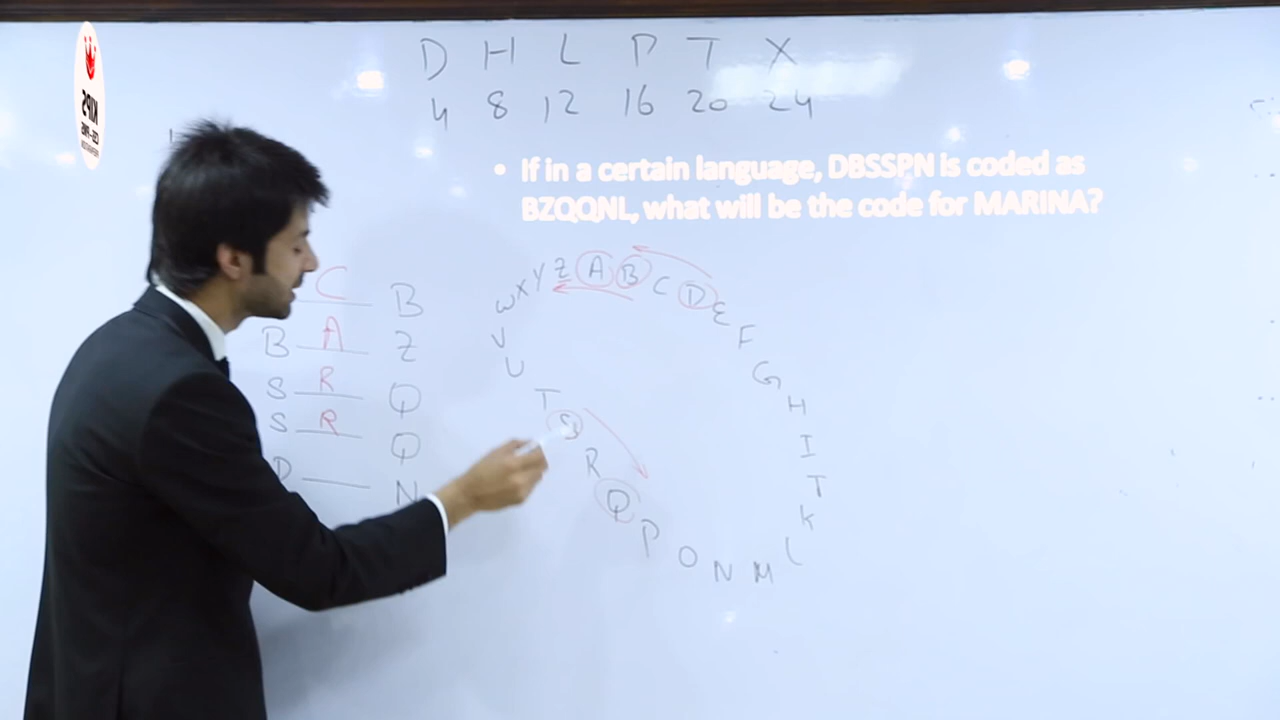 D H L P T X
4 8 12 16 20 24
• If in a certain language, DBSSPN is coded as
BZQQNL, what will be the code for MARINA?
C B
B A Z
S R Q
S R Q
P N
A B C D E F G H I J K L M N O P Q R S T U V W X Y Z
KIPS